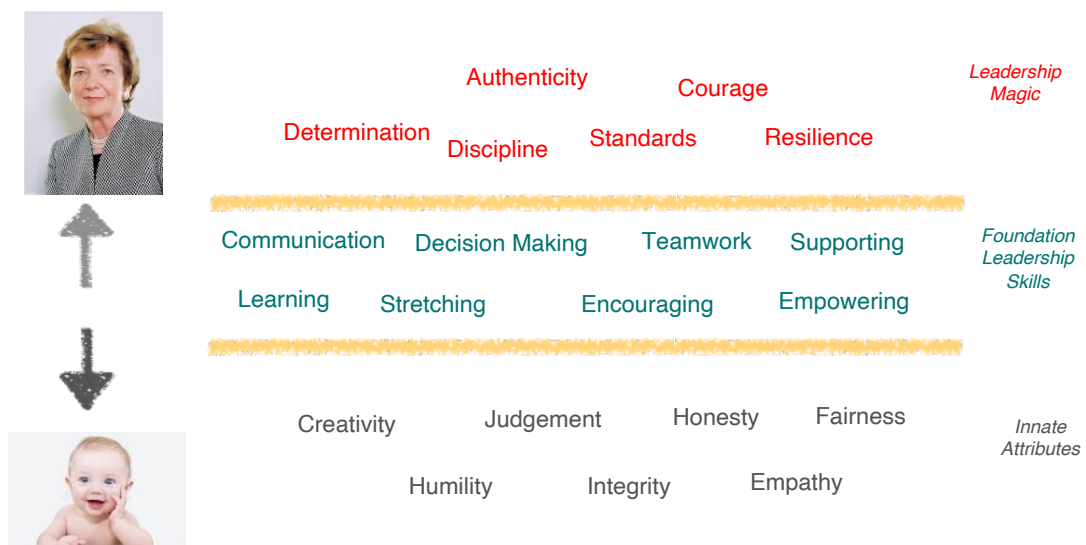 Authenticity
Courage
Leadership
Magic
Determination
Discipline
Standards
Resilience
Communication
Decision Making
Teamwork
Supporting
Foundation
Leadership
Skills
Learning
Stretching
Encouraging
Empowering
Creativity
Judgement
Honesty
Fairness
Innate
Attributes
Humility
Integrity
Empathy